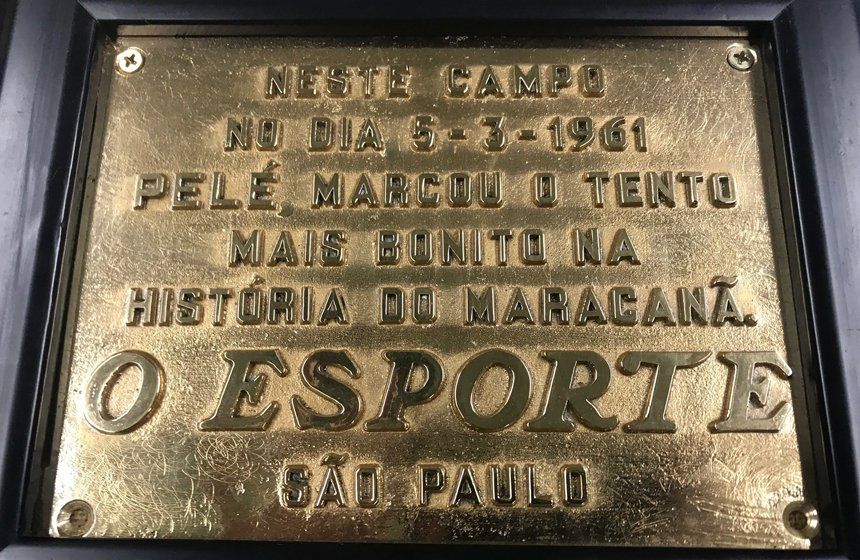 NESTE CAMPO
NO DIA 5-3-1961
PELÉ MARCOU O TENTO
MAIS BONITO NA
HISTÓRIA DO MARACANÃ.
O ESPORTE
SÃO PAULO